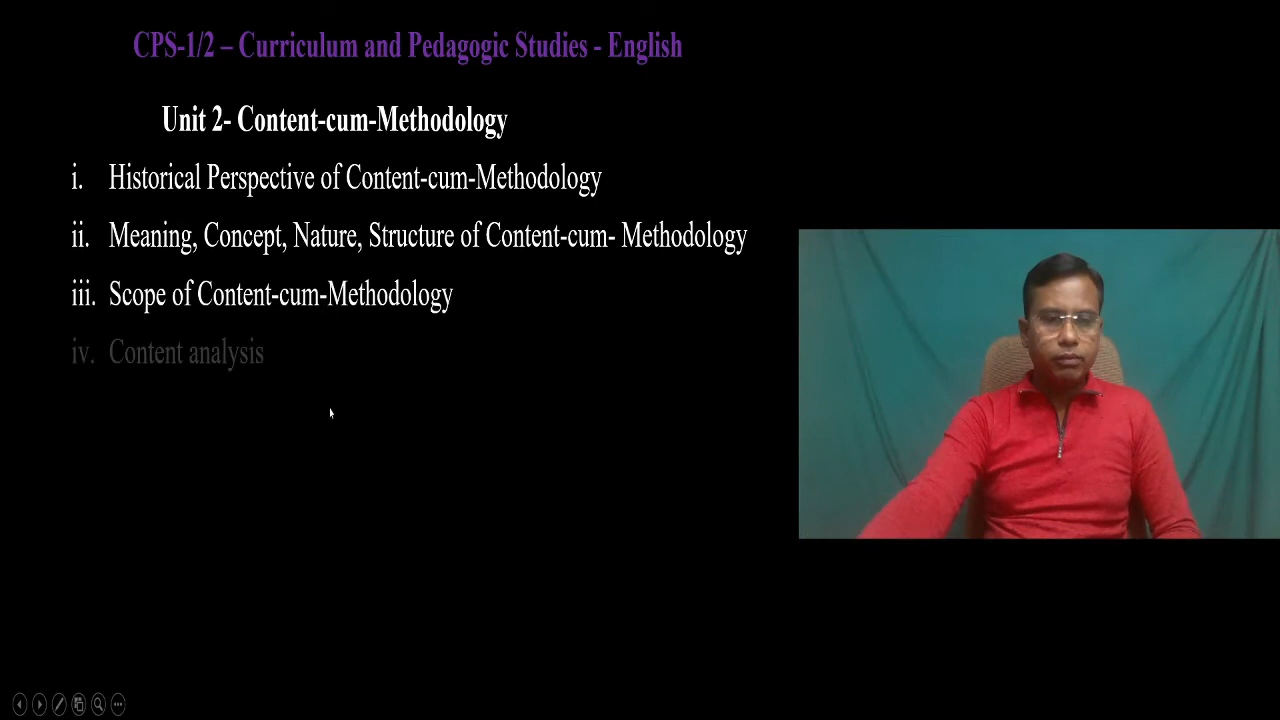 CPS-1/2 – Curriculum and Pedagogic Studies - English
Unit 2- Content-cum-Methodology
i. Historical Perspective of Content-cum-Methodology
ii. Meaning, Concept, Nature, Structure of Content-cum- Methodology
iii. Scope of Content-cum-Methodology
iv. Content analysis